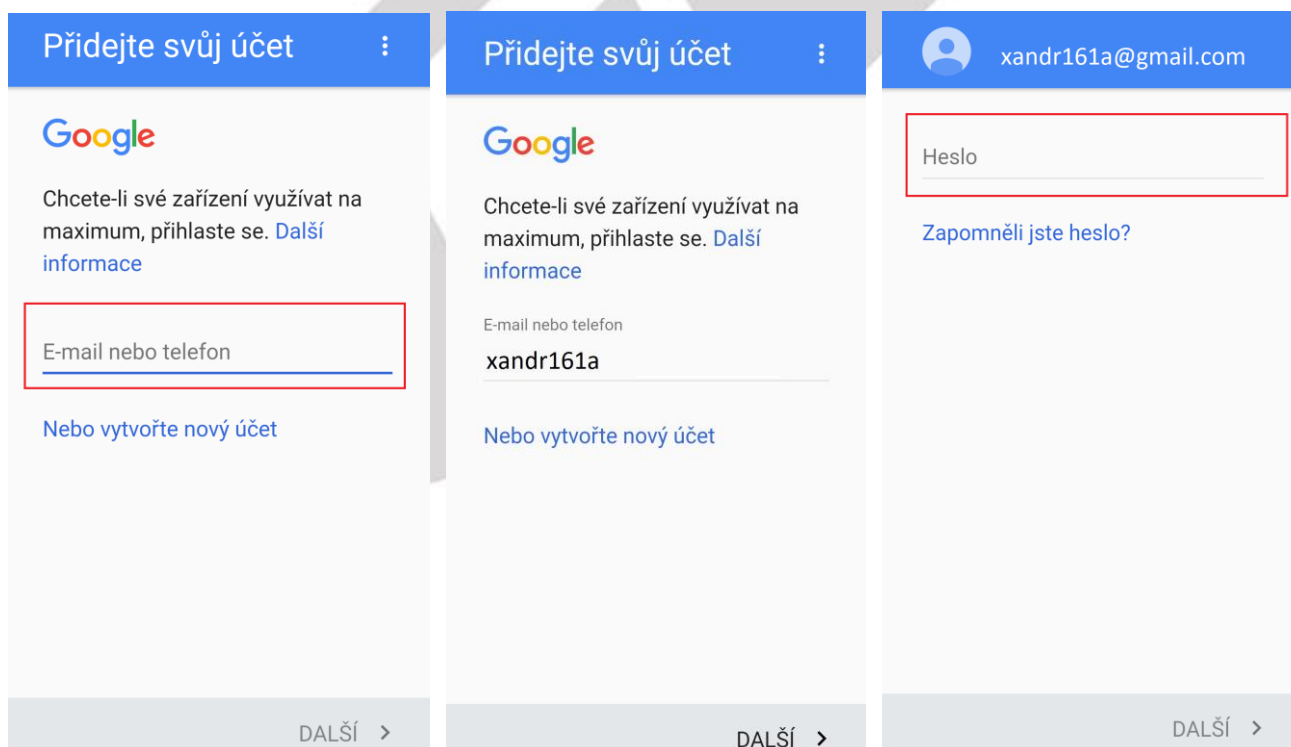 Přidejte svůj účet
Google
Chcete-li své zařízení využívat na
maximum, přihlaste se. Další
informace
E-mail nebo telefon
Nebo vytvořte nový účet
DALŠÍ >
Přidejte svůj účet
Google
Chcete-li své zařízení využívat na
maximum, přihlaste se. Další
informace
E-mail nebo telefon
xandr161a
Nebo vytvořte nový účet
DALŠÍ >
xandr161a@gmail.com
Heslo
Zapomněli jste heslo?
DALŠÍ >